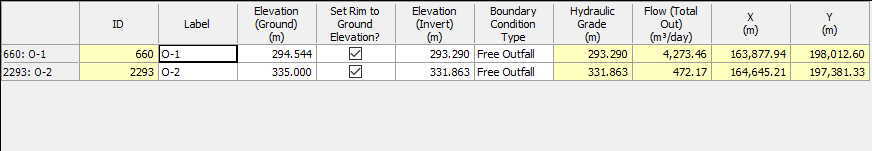 ID Label Elevation (Ground) (m) Set Rim to Ground Elevation? Elevation (Invert) (m) Boundary Condition Type Hydraulic Grade (m) Flow (Total Out) (m³/day) X (m) Y (m)
660: O-1 660 O-1 294.544 293.290 Free Outfall 293.290 4,273.46 163,877.94 198,012.60
2293: O-2 2293 O-2 335.000 331.863 Free Outfall 331.863 472.17 164,645.21 197,381.33